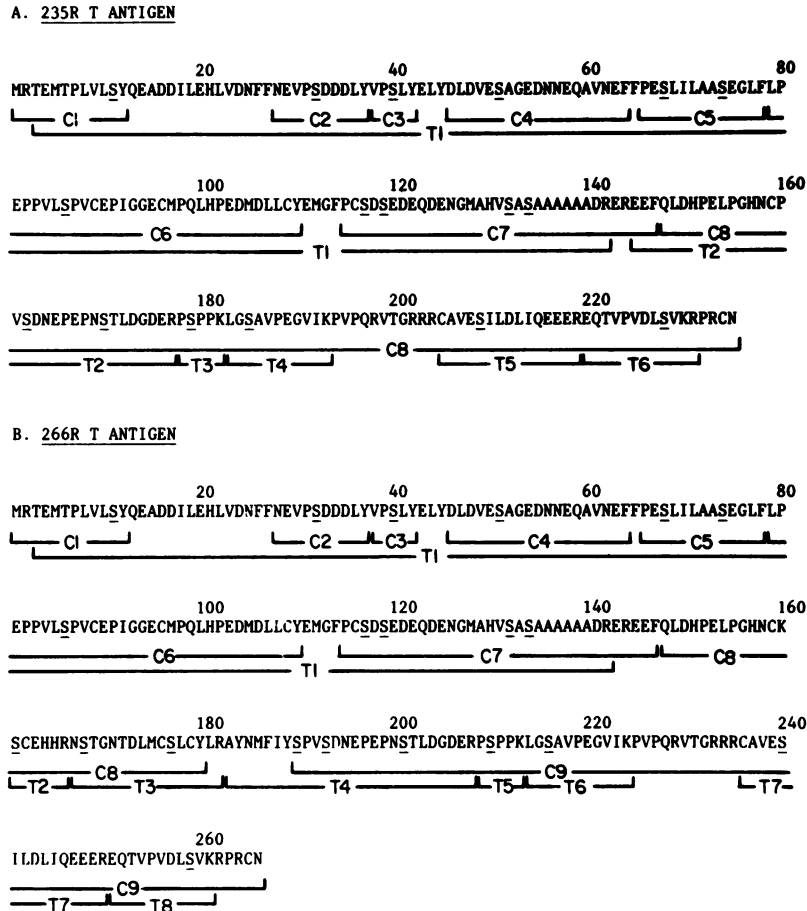 A. 235R T ANTIGEN
20 40 60 80
MRTEMTPLVLSYQEADDILEHLVDNFFNEVPSDDDLYVPSLYELYDLDVESAGEDNNEQAVNEFFPESLILAASEGLFLP
C1 C2 C3 C4 C5
T1
100 120 140 160
EPPVLSPVCEPIGGECMPQLHPEDMDLLCYEMGFPCSDSEDEQDENGMAHVSASAAAAAADREREEFQLDHPELPGHNCP
C6 C7 C8
T1 T2
180 200 220
VSDNEPEPNSTLDGDERPSPPKLGSAVPEGVIKPVPQRVTGRRRCAVESILDLIQEEEREQTVPVDLSVKRPRCN
C8
T2 T3 T4 T5 T6
B. 266R T ANTIGEN
20 40 60 80
MRTEMTPLVLSYQEADDILEHLVDNFFNEVPSDDDLYVPSLYELYDLDVESAGEDNNEQAVNEFFPESLILAASEGLFLP
C1 C2 C3 C4 C5
T1
100 120 140 160
EPPVLSPVCEPIGGECMPQLHPEDMDLLCYEMGFPCSDSEDEQDENGMAHVSASAAAAAADREREEFQLDHPELPGHNCK
C6 C7 C8
T1
180 200 220 240
SCEHHRNSTGNTDLMCSLCYLRAYNMFIYSPVSDNEPEPNSTLDGDERPSPPKLGSAVPEGVIKPVPQRVTGRRRCAVES
C8 C9
T2 T3 T4 T5 T6 T7
260
ILDLIQEEEREQTVPVDLSVKRPRCN
C9
T7 T8